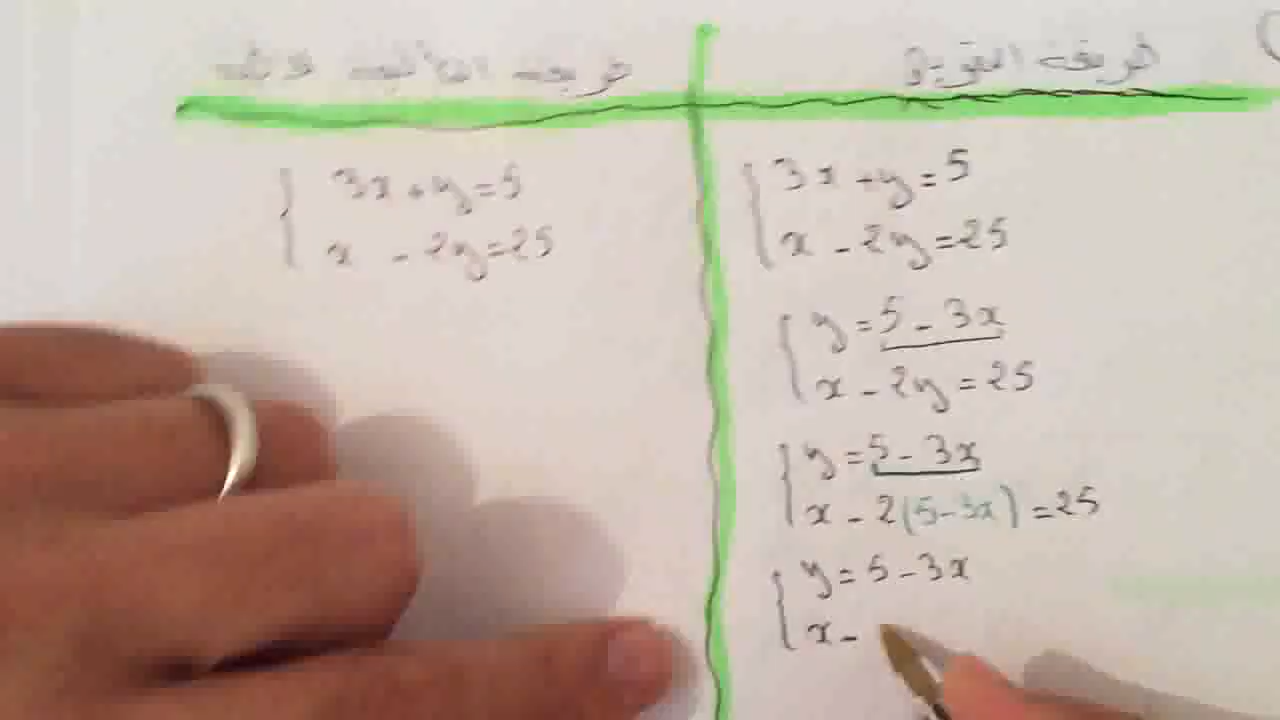 طريقة التعويض
{ 3x + y = 5
x - 2y = 25
{ y = 5 - 3x
x - 2y = 25
{ y = 5 - 3x
x - 2(5-3x) = 25
{ y = 5 - 3x
x -
طريقة التأليفة
{ 3x + y = 5
x - 2y = 25